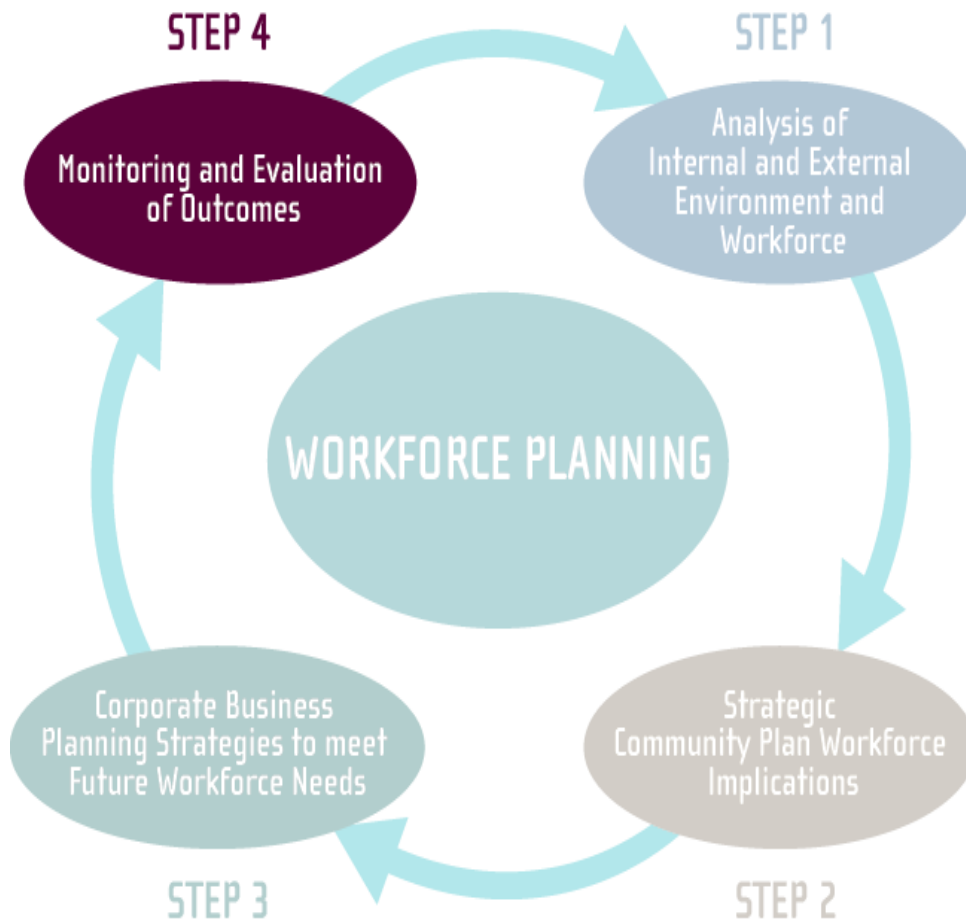 STEP 4
Monitoring and Evaluation
of Outcomes
STEP 1
Analysis of
Internal and External
Environment and
Workforce
WORKFORCE PLANNING
Corporate Business
Planning Strategies to meet
Future Workforce Needs
STEP 3
Strategic
Community Plan Workforce
Implications
STEP 2